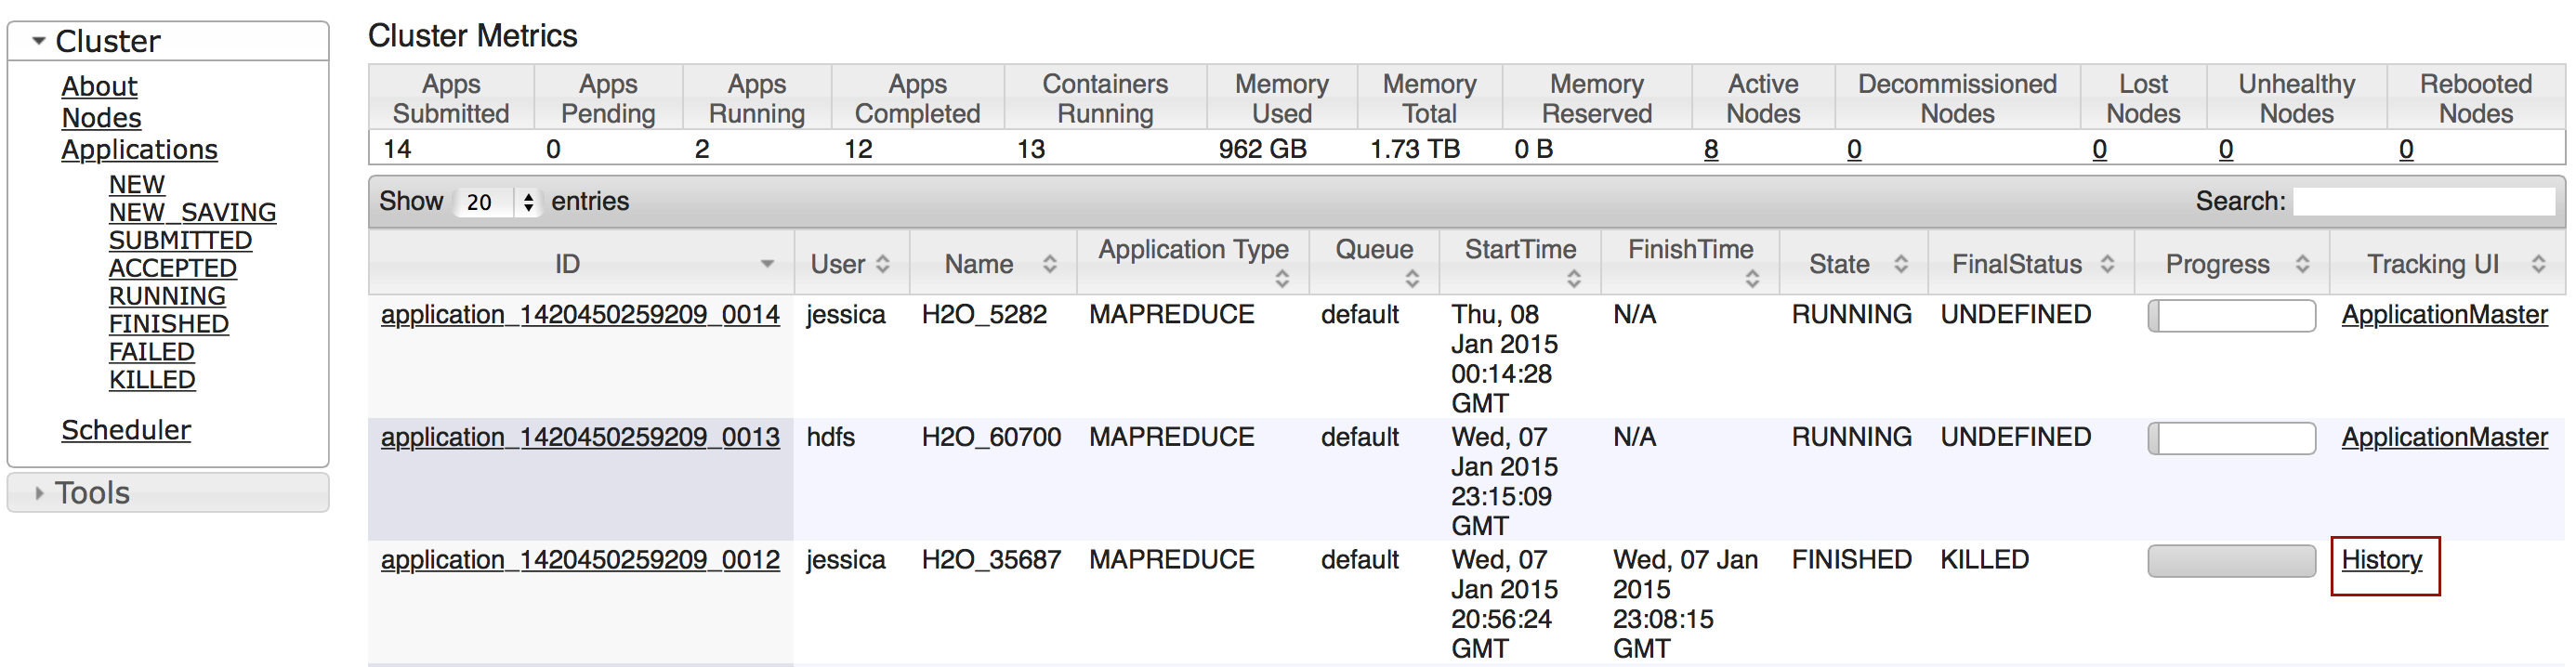 Cluster
About
Nodes
Applications
NEW
NEW_SAVING
SUBMITTED
ACCEPTED
RUNNING
FINISHED
FAILED
KILLED
Scheduler
Tools
Cluster Metrics
Apps Submitted Apps Pending Apps Running Apps Completed Containers Running Memory Used Memory Total Memory Reserved Active Nodes Decommissioned Nodes Lost Nodes Unhealthy Nodes Rebooted Nodes
14 0 2 12 13 962 GB 1.73 TB 0 B 8 0 0 0 0
Show 20 entries Search:
ID User Name Application Type Queue StartTime FinishTime State FinalStatus Progress Tracking UI
application_1420450259209_0014 jessica H2O_5282 MAPREDUCE default Thu, 08 N/A RUNNING UNDEFINED ApplicationMaster
Jan 2015
00:14:28
GMT
application_1420450259209_0013 hdfs H2O_60700 MAPREDUCE default Wed, 07 N/A RUNNING UNDEFINED ApplicationMaster
Jan 2015
23:15:09
GMT
application_1420450259209_0012 jessica H2O_35687 MAPREDUCE default Wed, 07 Wed, 07 Jan FINISHED KILLED History
Jan 2015 2015
20:56:24 23:08:15
GMT GMT